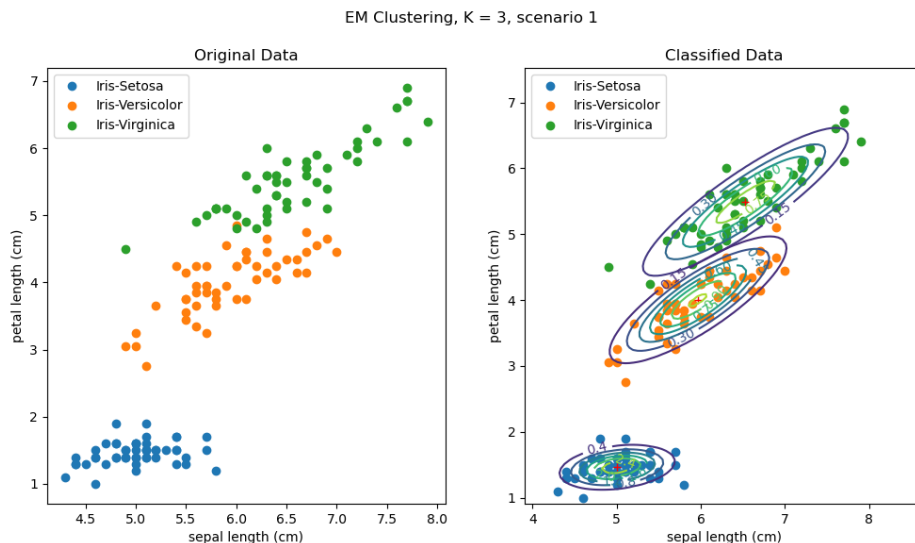 EM Clustering, K = 3, scenario 1
Original Data
Iris-Setosa
Iris-Versicolor
Iris-Virginica
petal length (cm)
7
6
5
4
3
2
1
4.5 5.0 5.5 6.0 6.5 7.0 7.5 8.0
sepal length (cm)
Classified Data
Iris-Setosa
Iris-Versicolor
Iris-Virginica
petal length (cm)
7
6
5
4
3
2
1
0.30
0.15
0.15
0.30
0.4
4 5 6 7 8
sepal length (cm)